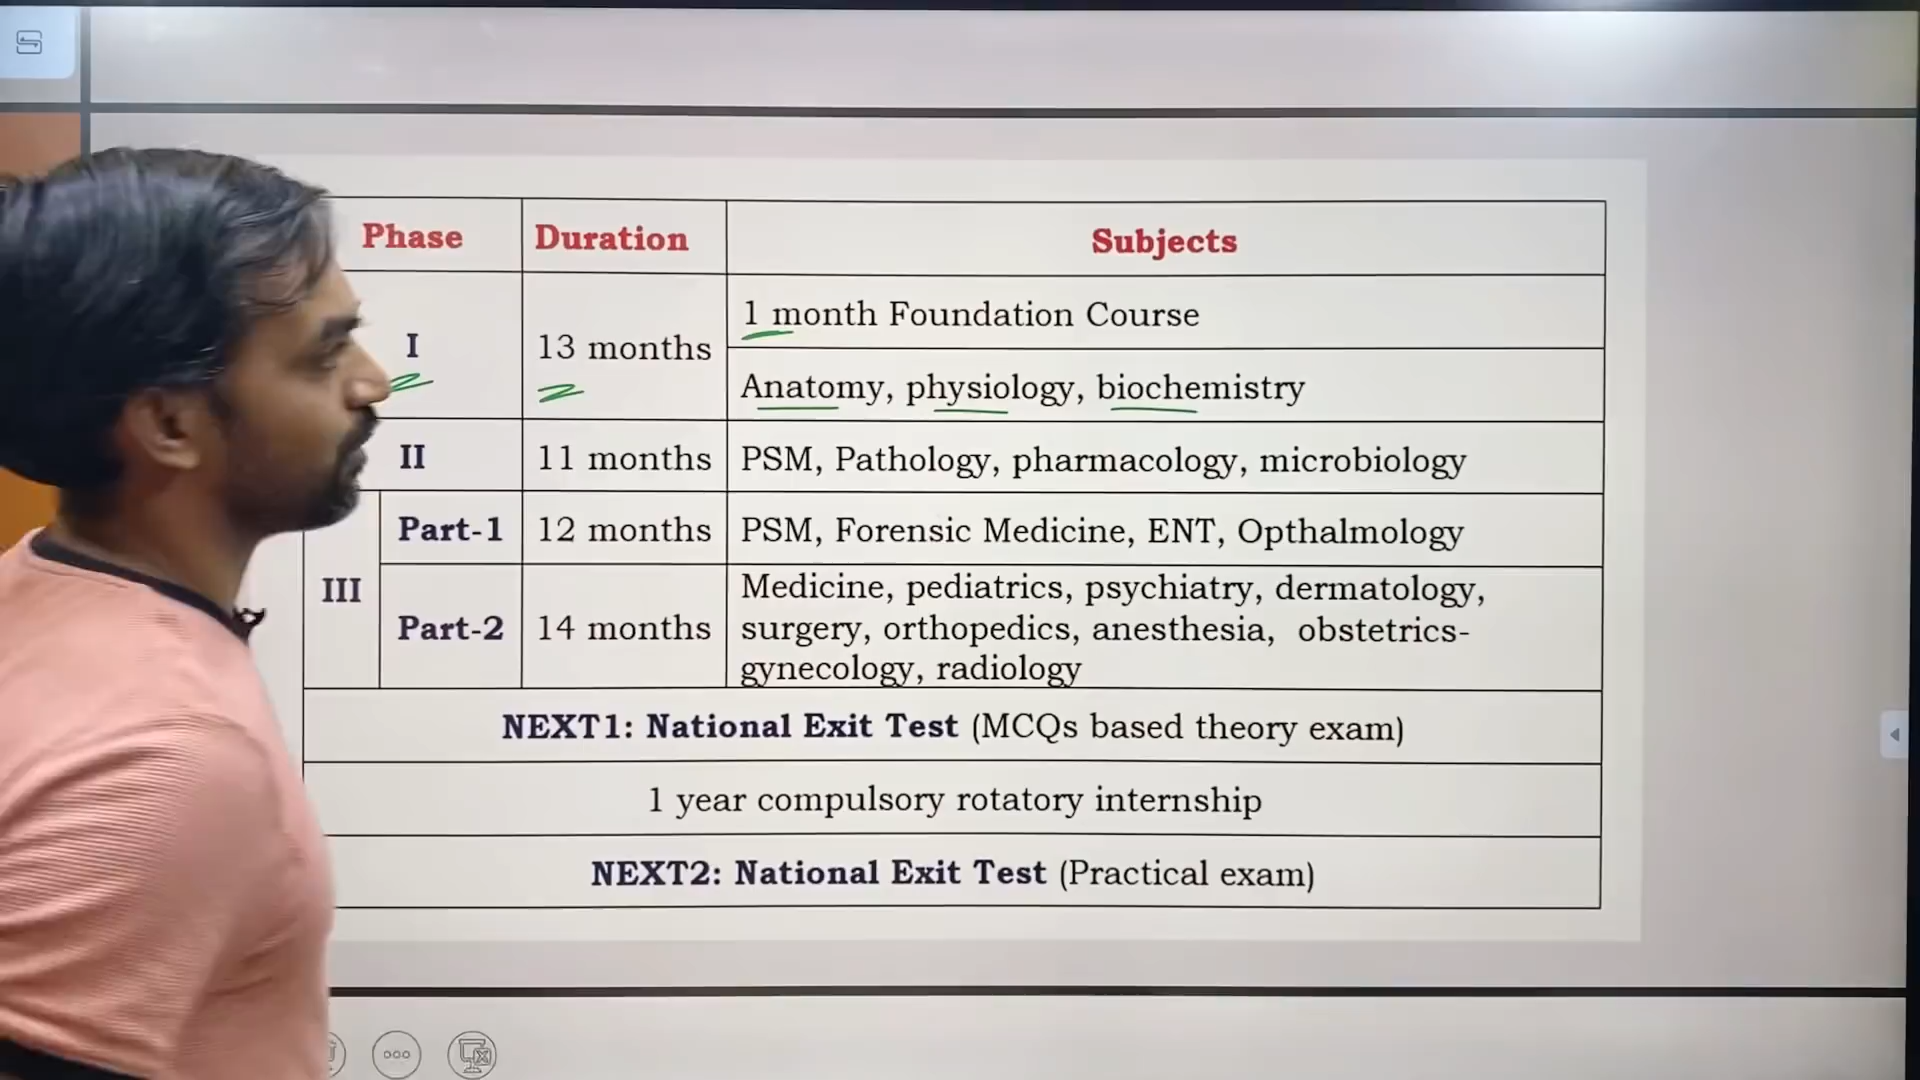 Phase Duration Subjects
I 13 months 1 month Foundation Course
Anatomy, physiology, biochemistry
II 11 months PSM, Pathology, pharmacology, microbiology
III Part-1 12 months PSM, Forensic Medicine, ENT, Opthalmology
Part-2 14 months Medicine, pediatrics, psychiatry, dermatology,
surgery, orthopedics, anesthesia, obstetrics-
gynecology, radiology
NEXT1: National Exit Test (MCQs based theory exam)
1 year compulsory rotatory internship
NEXT2: National Exit Test (Practical exam)